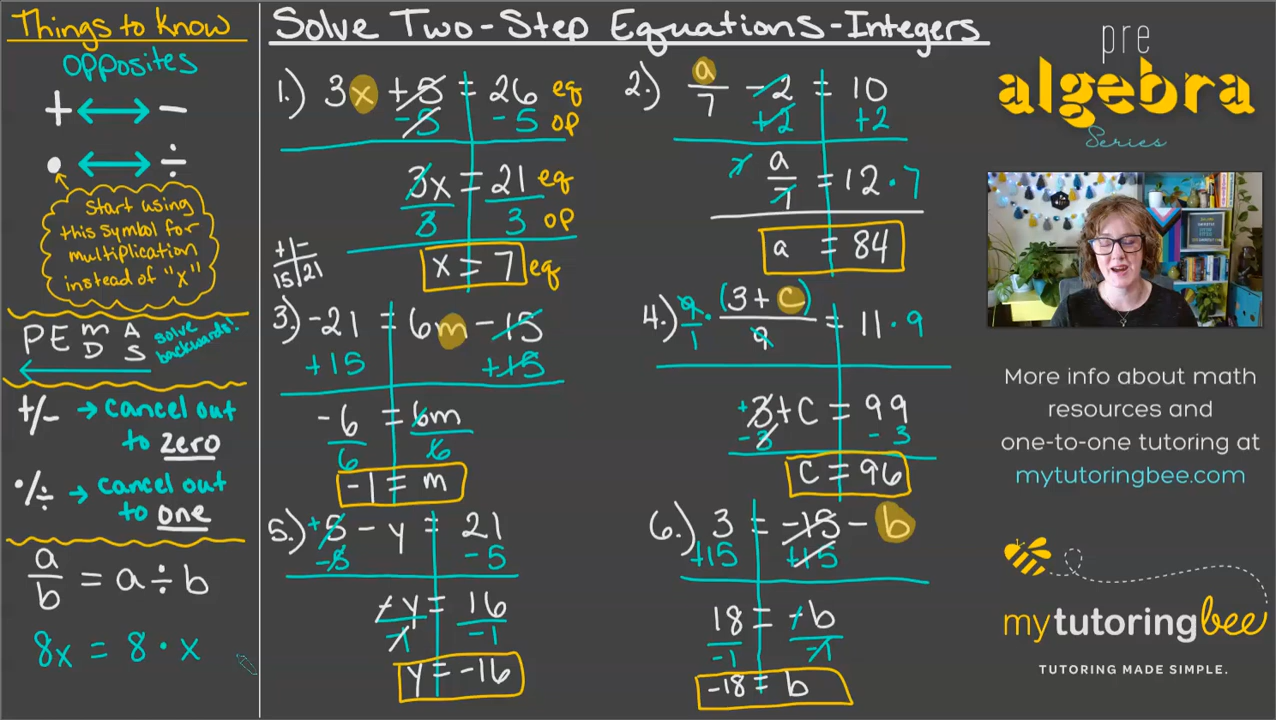 Things to Know
Opposites
+ ↔ −
• ↔ ÷
Start using
this symbol for
multiplication
instead of "x"
P E M/D A/S solve backwards!
+/- → cancel out
to zero
•/÷ → cancel out
to one
a/b = a ÷ b
8x = 8 · x
Solve Two-Step Equations-Integers
1.) 3x + 5 = 26 eq
-5 -5 op
3x = 21 eq
3 3 op
x = 7 eq
2.) a/7 - 2 = 10
+2 +2
7 a/7 = 12 · 7
a = 84
+ | -
15 | 21
3.) -21 = 6m - 15
+15 +15
-6 = 6m
6 6
-1 = m
4.) 9/1 · (3 + c)/9 = 11 · 9
+3 + c = 99
-3 -3
c = 96
5.) +5 - y = 21
-5 -5
-y = 16
-1 -1
y = -16
6.) 3 = -15 - b
+15 +15
18 = -b
-1 -1
-18 = b
pre
algebra
Series
More info about math
resources and
one-to-one tutoring at
mytutoringbee.com
mytutoringbee
TUTORING MADE SIMPLE.